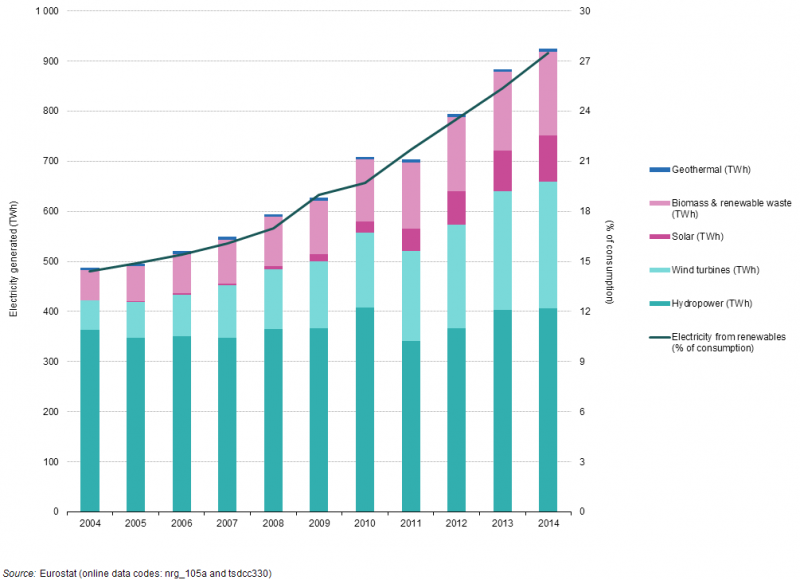 1 000
900
800
700
600
500
400
300
200
100
0
Electricity generated (TWh)
30
27
24
21
18
15
12
9
6
3
0
(% of consumption)
2004 2005 2006 2007 2008 2009 2010 2011 2012 2013 2014
Geothermal (TWh)
Biomass & renewable waste
(TWh)
Solar (TWh)
Wind turbines (TWh)
Hydropower (TWh)
Electricity from renewables
(% of consumption)
Source: Eurostat (online data codes: nrg_105a and tsdcc330)